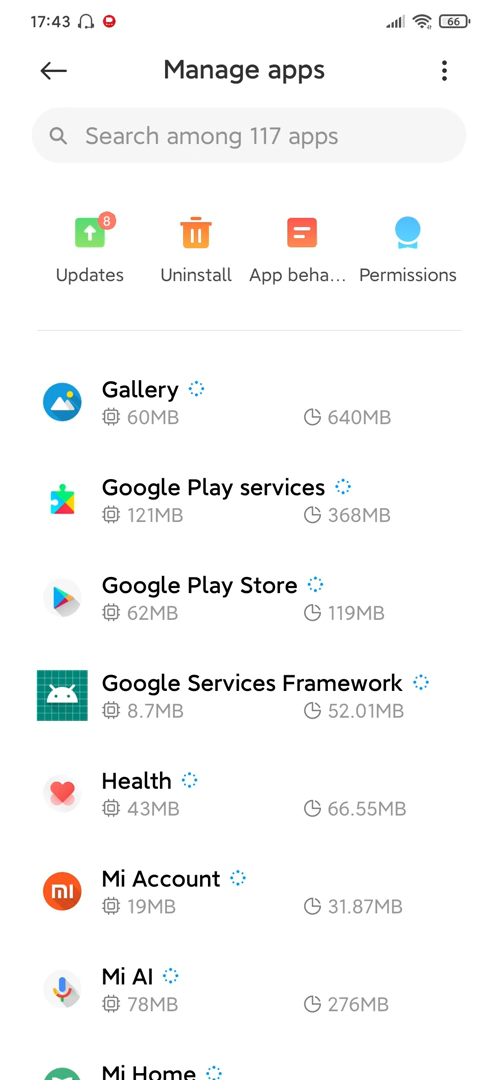 17:43
66
Manage apps
Search among 117 apps
8
Updates
Uninstall
App beha...
Permissions
Gallery
60MB
640MB
Google Play services
121MB
368MB
Google Play Store
62MB
119MB
Google Services Framework
8.7MB
52.01MB
Health
43MB
66.55MB
Mi Account
19MB
31.87MB
Mi AI
78MB
276MB
Mi Home